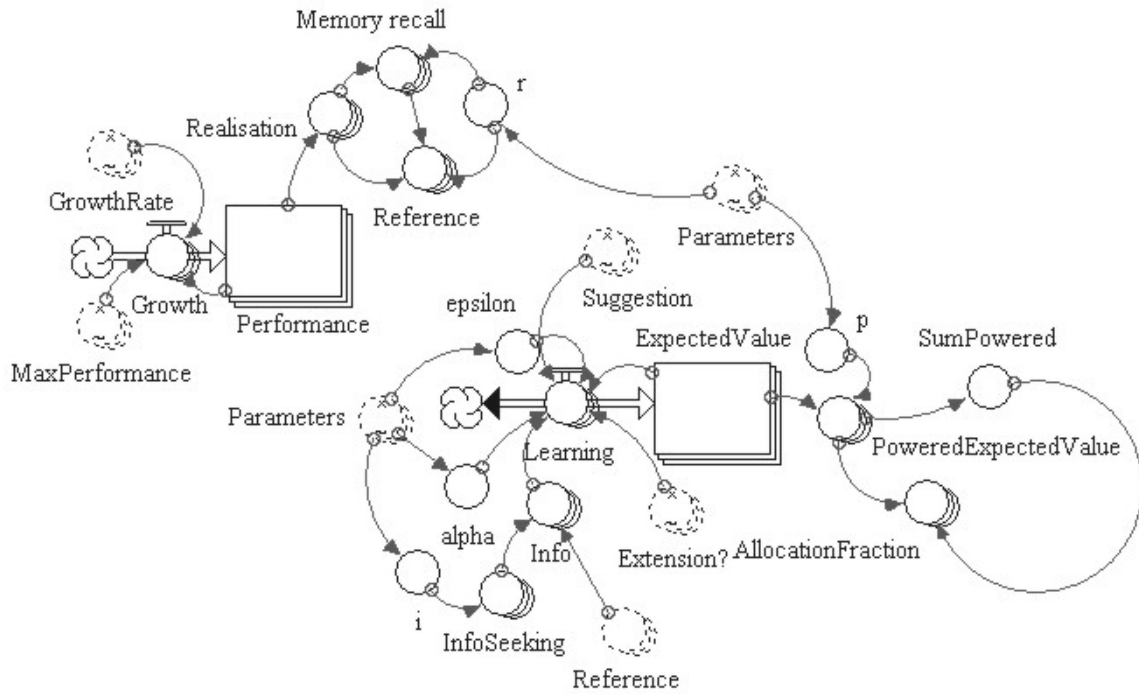 Memory recall
r
Realisation
GrowthRate
Reference
Parameters
Growth
Suggestion
Performance
epsilon
ExpectedValue
p
SumPowered
MaxPerformance
Parameters
Learning
PoweredExpectedValue
alpha
Info
Extension?
AllocationFraction
i
InfoSeeking
Reference